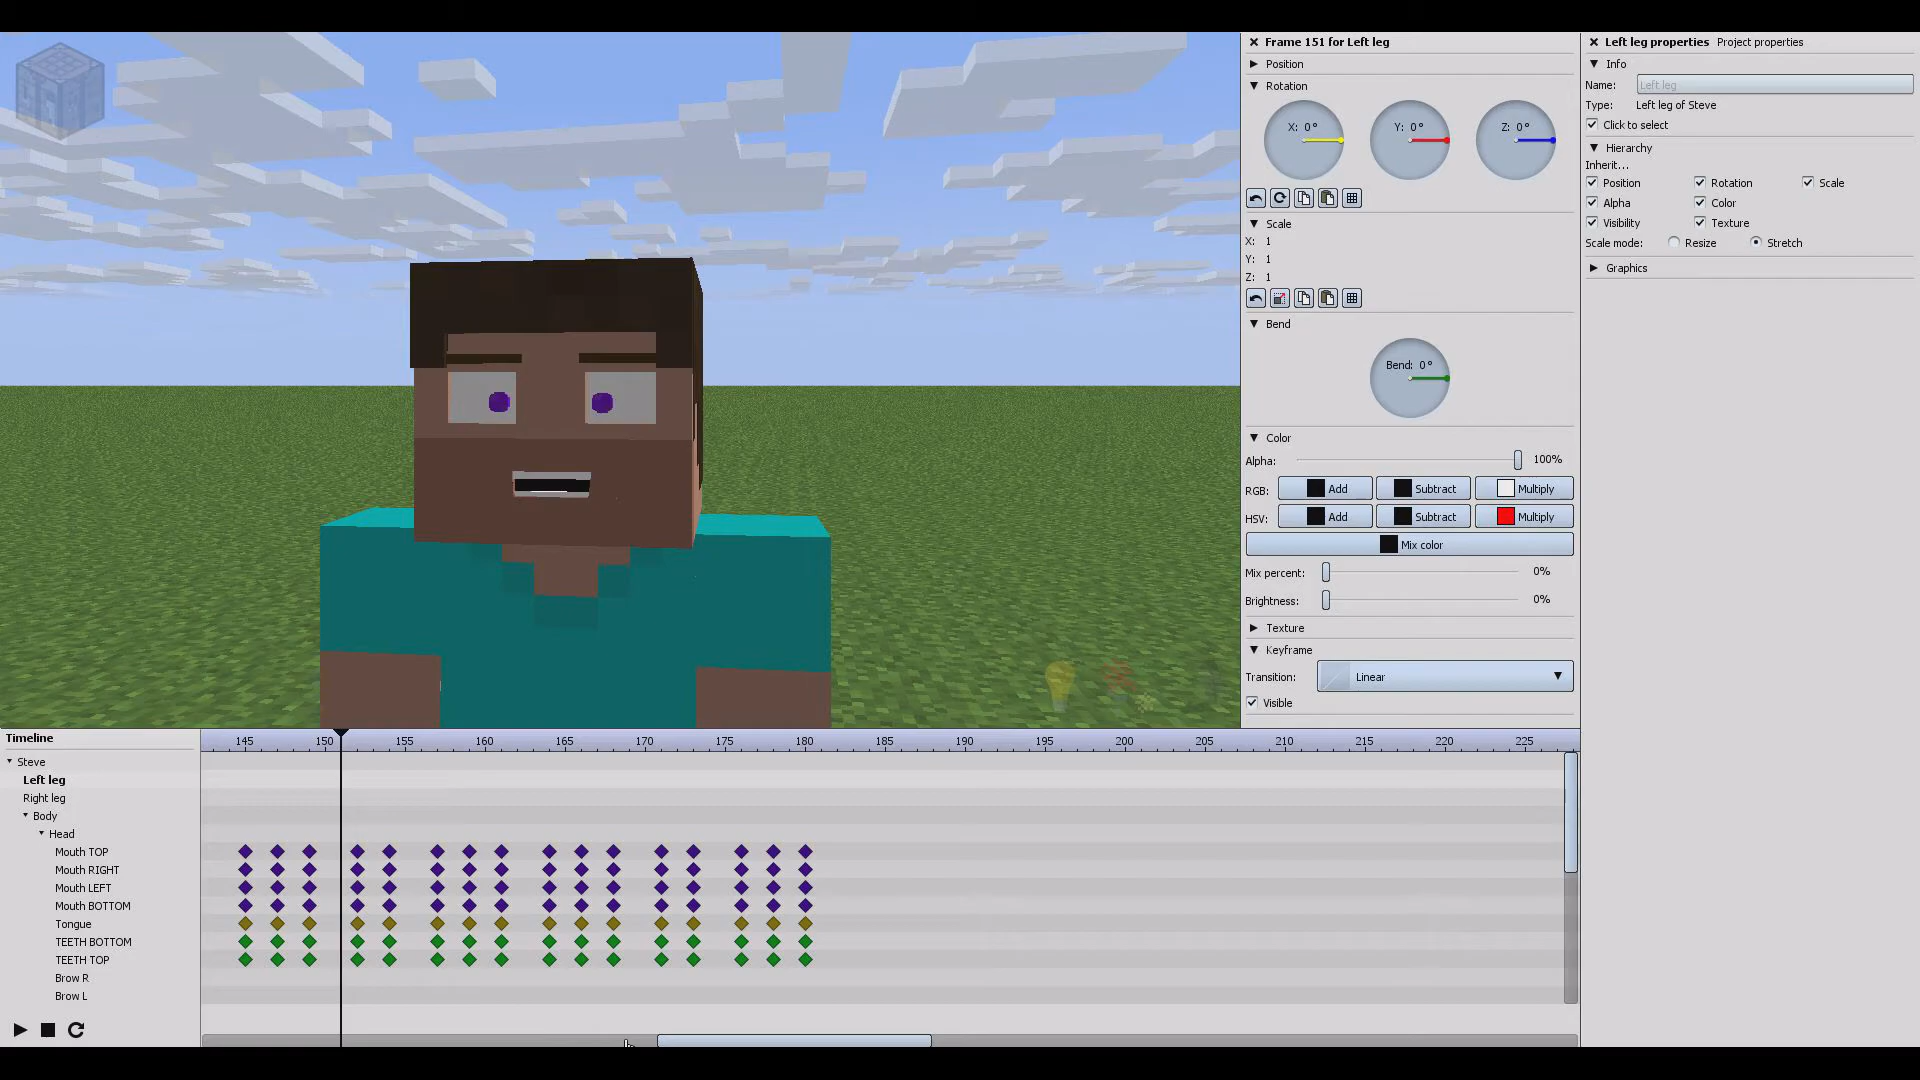 Frame 151 for Left leg
Position
Rotation
X: 0° Y: 0° Z: 0°
Scale
X: 1
Y: 1
Z: 1
Bend
Bend: 0°
Color
Alpha: 100%
RGB: Add Subtract Multiply
HSV: Add Subtract Multiply
Mix color
Mix percent: 0%
Brightness: 0%
Texture
Keyframe
Transition: Linear
Visible
Left leg properties Project properties
Info
Name: Left leg
Type: Left leg of Steve
Click to select
Hierarchy
Inherit...
Position Rotation Scale
Alpha Color
Visibility Texture
Scale mode: Resize Stretch
Graphics
Timeline
145 150 155 160 165 170 175 180 185 190 195 200 205 210 215 220 225
Steve
Left leg
Right leg
Body
Head
Mouth TOP
Mouth RIGHT
Mouth LEFT
Mouth BOTTOM
Tongue
TEETH BOTTOM
TEETH TOP
Brow R
Brow L